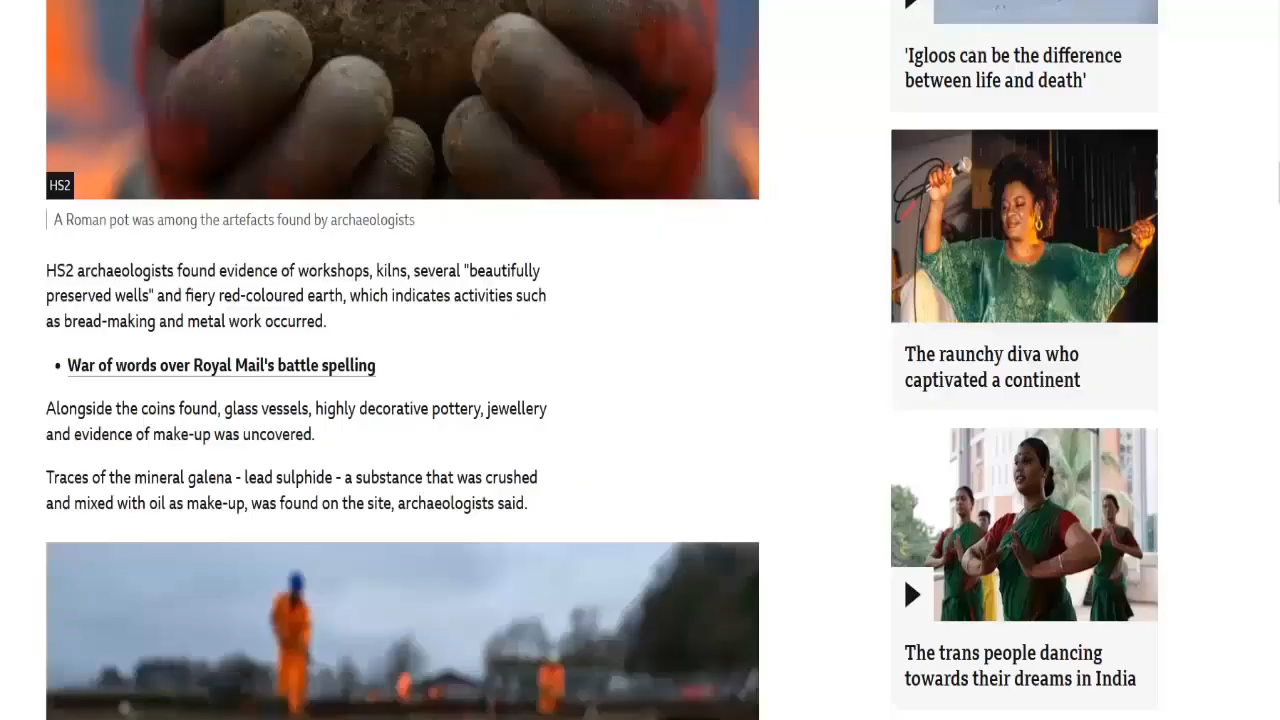 HS2
A Roman pot was among the artefacts found by archaeologists
HS2 archaeologists found evidence of workshops, kilns, several "beautifully
preserved wells" and fiery red-coloured earth, which indicates activities such
as bread-making and metal work occurred.
• War of words over Royal Mail's battle spelling
Alongside the coins found, glass vessels, highly decorative pottery, jewellery
and evidence of make-up was uncovered.
Traces of the mineral galena - lead sulphide - a substance that was crushed
and mixed with oil as make-up, was found on the site, archaeologists said.
'Igloos can be the difference
between life and death'
The raunchy diva who
captivated a continent
The trans people dancing
towards their dreams in India